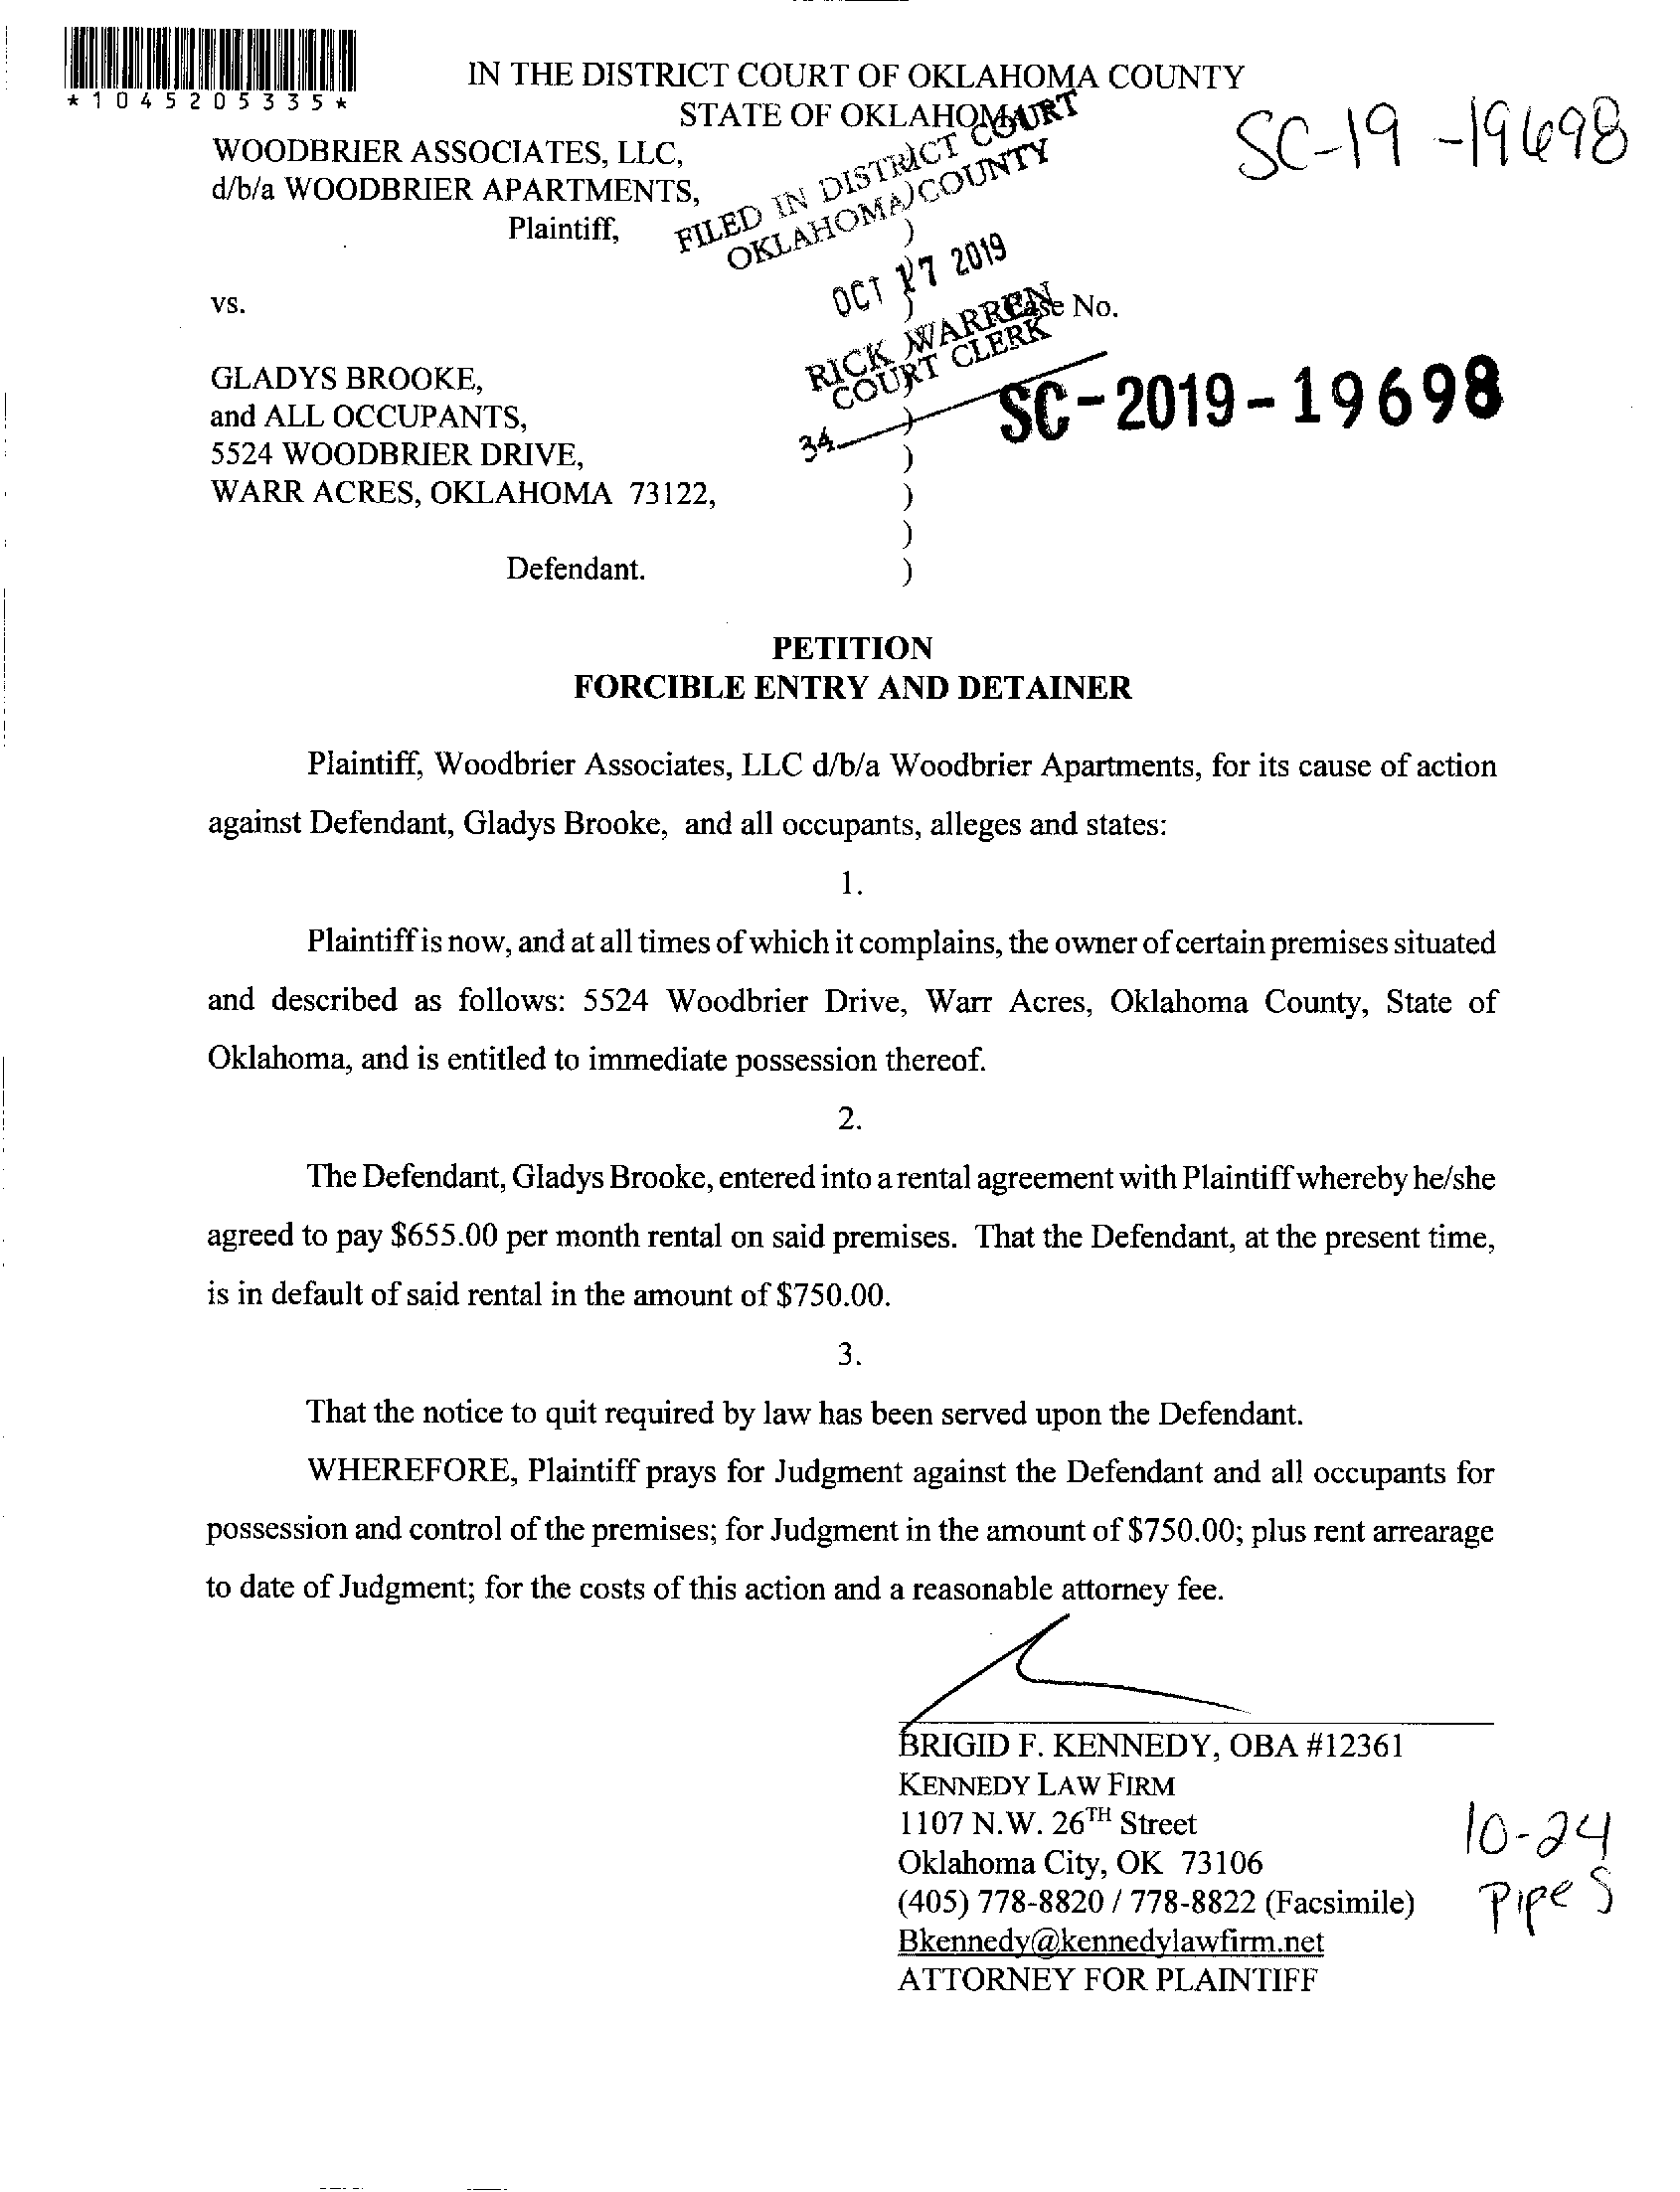 *1045205335*
IN THE DISTRICT COURT OF OKLAHOMA COUNTY
STATE OF OKLAHOMA
SC-19-19698
WOODBRIER ASSOCIATES, LLC,
d/b/a WOODBRIER APARTMENTS,
Plaintiff,
)
FILED IN DISTRICT COURT
OKLAHOMA COUNTY
OCT 17 2019
RICK WARREN
COURT CLERK
34
vs.
Case No.
SC-2019-19698
GLADYS BROOKE,
and ALL OCCUPANTS,
5524 WOODBRIER DRIVE, )
WARR ACRES, OKLAHOMA 73122, )
)
Defendant. )
PETITION
FORCIBLE ENTRY AND DETAINER
Plaintiff, Woodbrier Associates, LLC d/b/a Woodbrier Apartments, for its cause of action
against Defendant, Gladys Brooke, and all occupants, alleges and states:
1.
Plaintiff is now, and at all times of which it complains, the owner of certain premises situated
and described as follows: 5524 Woodbrier Drive, Warr Acres, Oklahoma County, State of
Oklahoma, and is entitled to immediate possession thereof.
2.
The Defendant, Gladys Brooke, entered into a rental agreement with Plaintiff whereby he/she
agreed to pay $655.00 per month rental on said premises. That the Defendant, at the present time,
is in default of said rental in the amount of $750.00.
3.
That the notice to quit required by law has been served upon the Defendant.
WHEREFORE, Plaintiff prays for Judgment against the Defendant and all occupants for
possession and control of the premises; for Judgment in the amount of $750.00; plus rent arrearage
to date of Judgment; for the costs of this action and a reasonable attorney fee.
BRIGID F. KENNEDY, OBA #12361
KENNEDY LAW FIRM
1107 N.W. 26TH Street
Oklahoma City, OK 73106
(405) 778-8820 / 778-8822 (Facsimile)
Bkennedy@kennedylawfirm.net
ATTORNEY FOR PLAINTIFF
10-24
Pipes